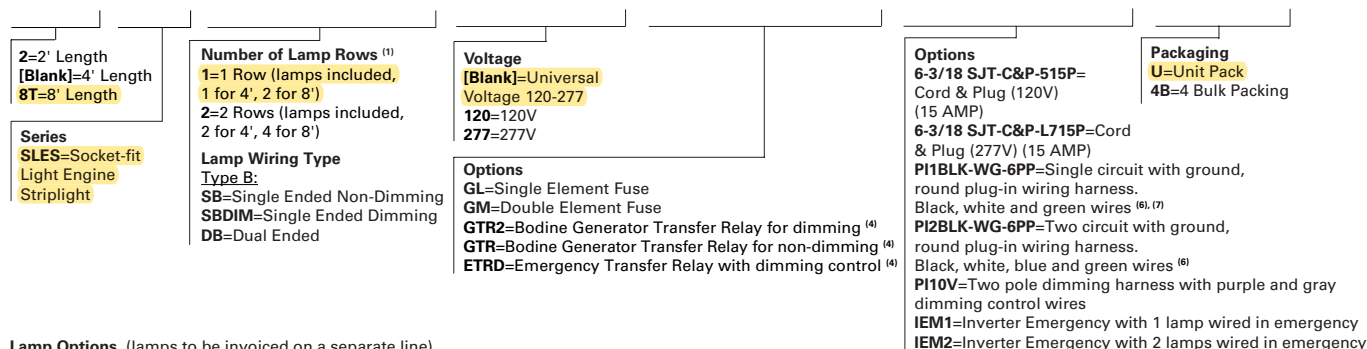 2=2' Length
[Blank]=4' Length
8T=8' Length
Series
SLES=Socket-fit
Light Engine
Striplight
Number of Lamp Rows (1)
1=1 Row (lamps included,
1 for 4', 2 for 8')
2=2 Rows (lamps included,
2 for 4', 4 for 8')
Lamp Wiring Type
Type B:
SB=Single Ended Non-Dimming
SBDIM=Single Ended Dimming
DB=Dual Ended
Voltage
[Blank]=Universal
Voltage 120-277
120=120V
277=277V
Options
GL=Single Element Fuse
GM=Double Element Fuse
GTR2=Bodine Generator Transfer Relay for dimming (4)
GTR=Bodine Generator Transfer Relay for non-dimming (4)
ETRD=Emergency Transfer Relay with dimming control (4)
Options
6-3/18 SJT-C&P-515P=
Cord & Plug (120V)
(15 AMP)
6-3/18 SJT-C&P-L715P=Cord
& Plug (277V) (15 AMP)
PI1BLK-WG-6PP=Single circuit with ground,
round plug-in wiring harness.
Black, white and green wires (6), (7)
PI2BLK-WG-6PP=Two circuit with ground,
round plug-in wiring harness.
Black, white, blue and green wires (6)
PI10V=Two pole dimming harness with purple and gray
dimming control wires
IEM1=Inverter Emergency with 1 lamp wired in emergency
IEM2=Inverter Emergency with 2 lamps wired in emergency
Packaging
U=Unit Pack
4B=4 Bulk Packing
Lamp Options (lamps to be invoiced on a separate line)